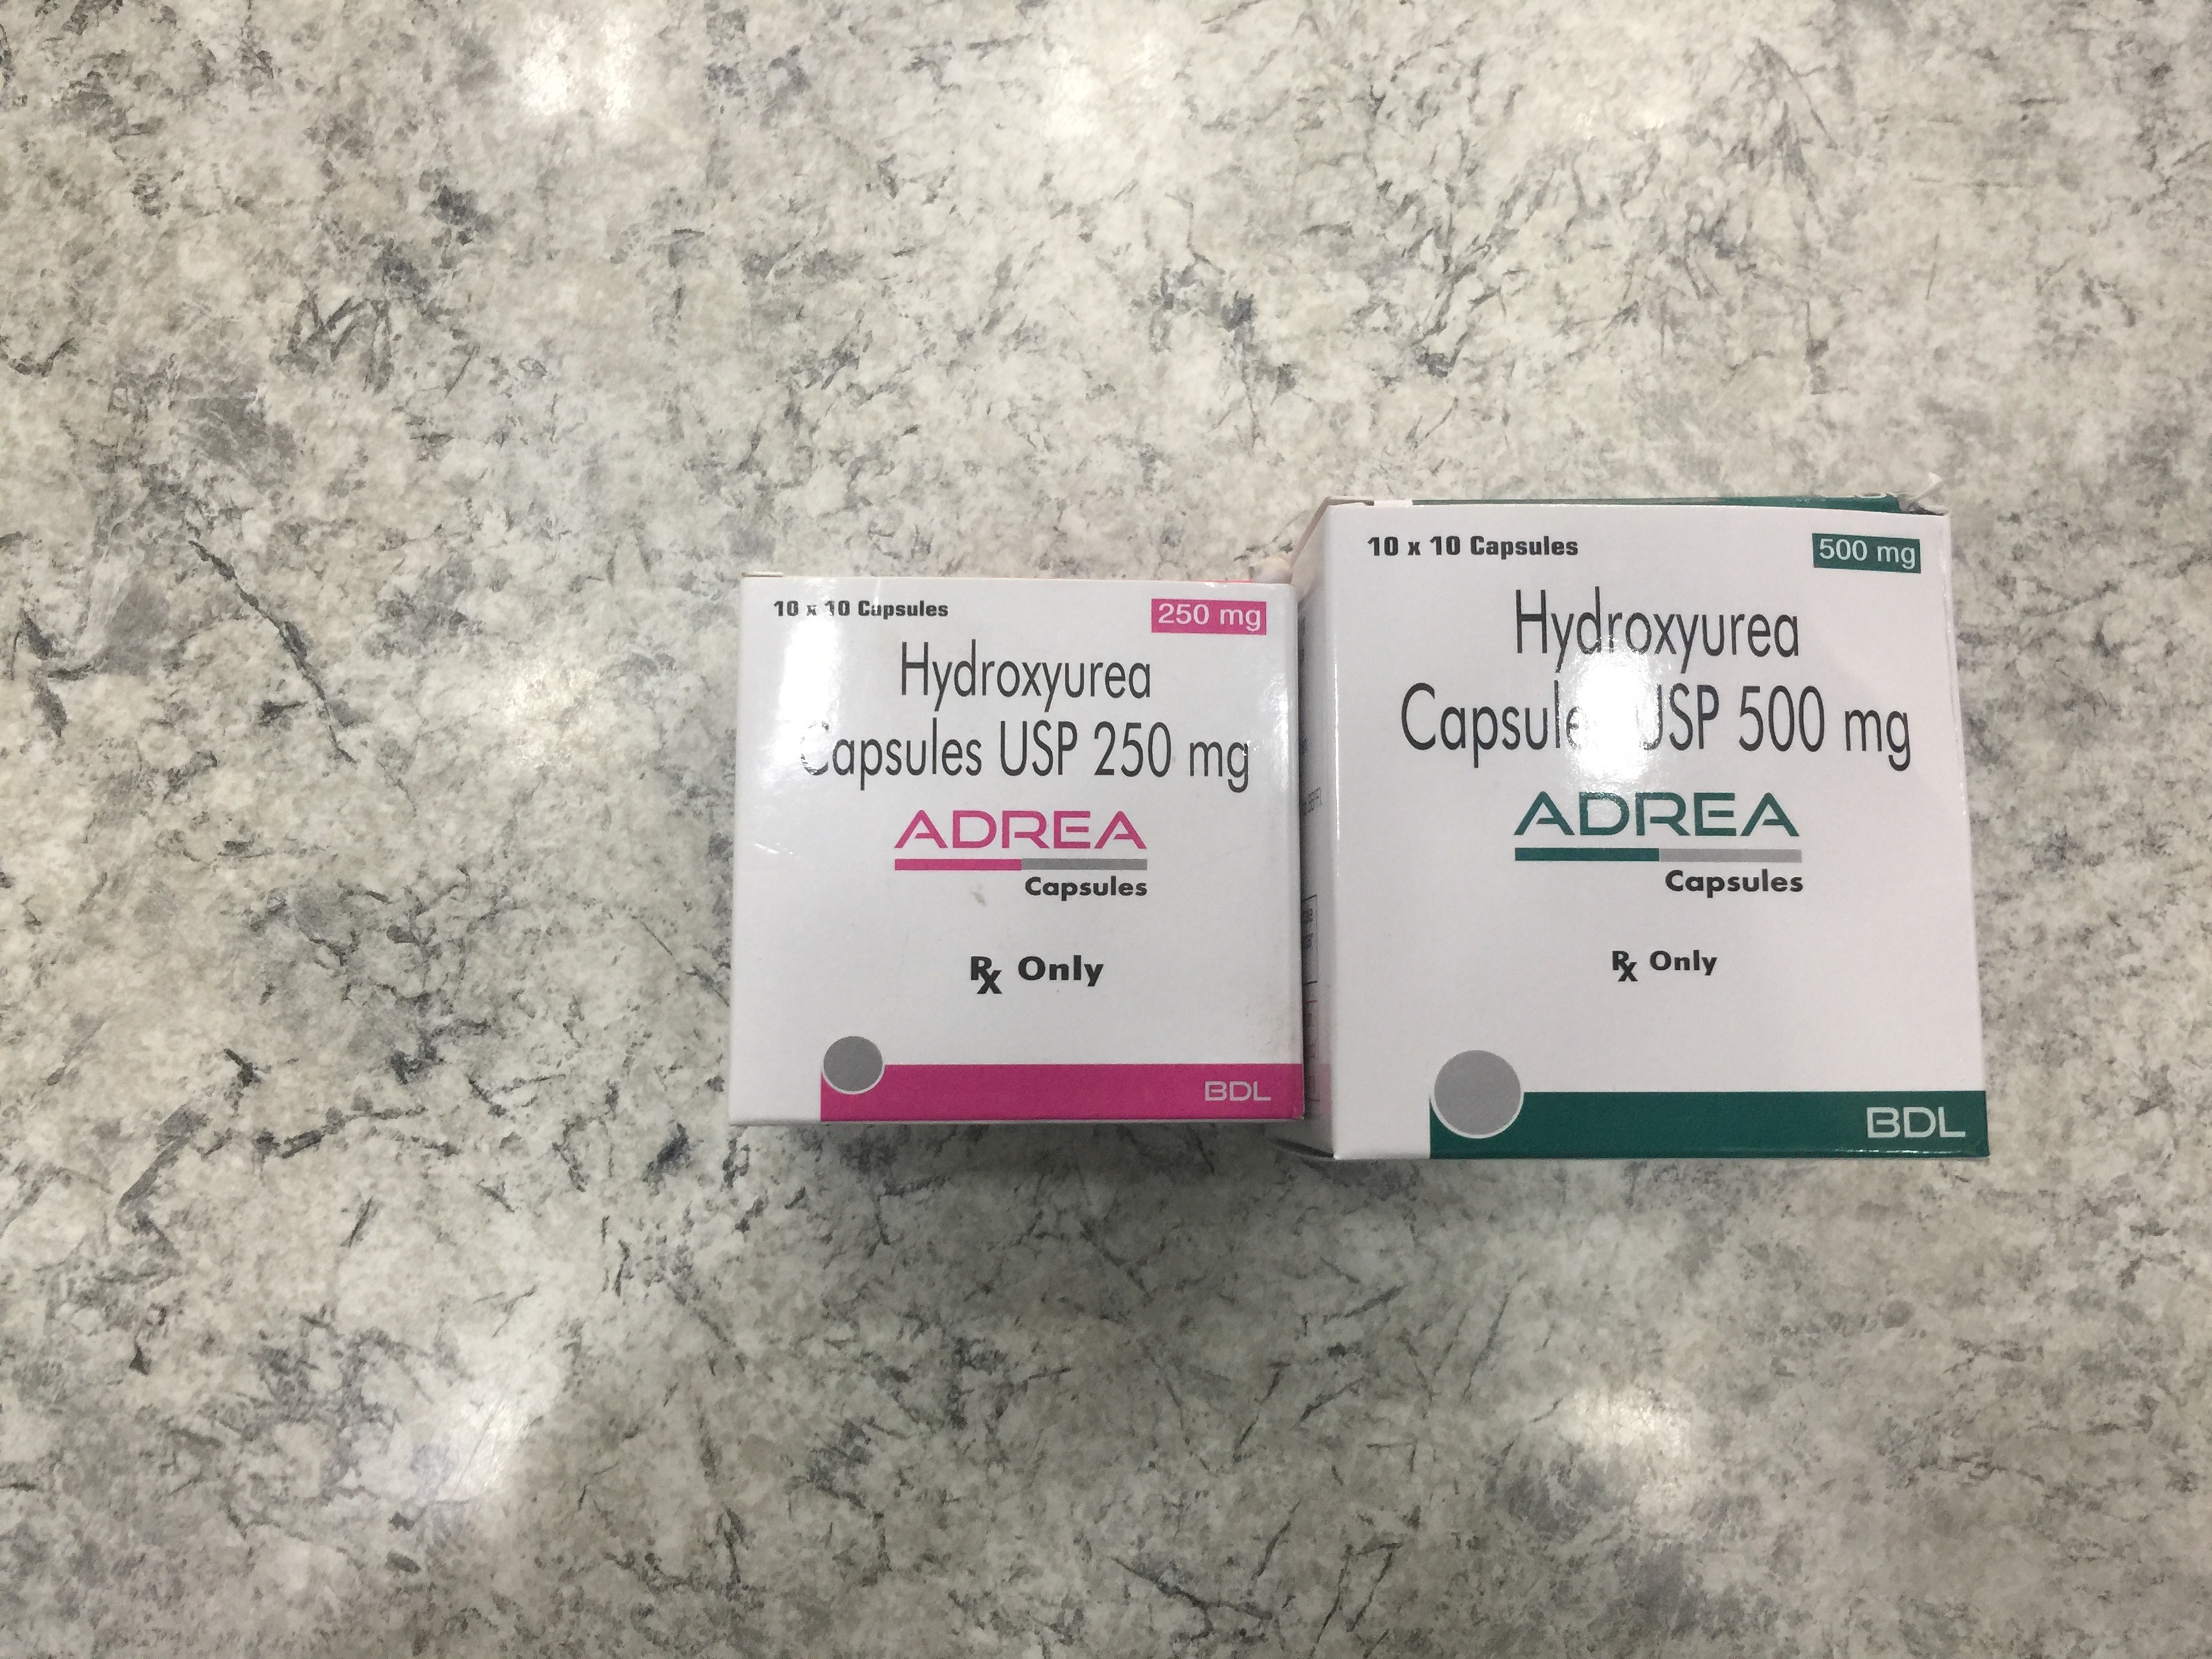 10 x 10 Capsules
250 mg
Hydroxyurea
Capsules USP 250 mg
ADREA
Capsules
Rx Only
BDL
10 x 10 Capsules
500 mg
Hydroxyurea
Capsules USP 500 mg
ADREA
Capsules
Rx Only
BDL